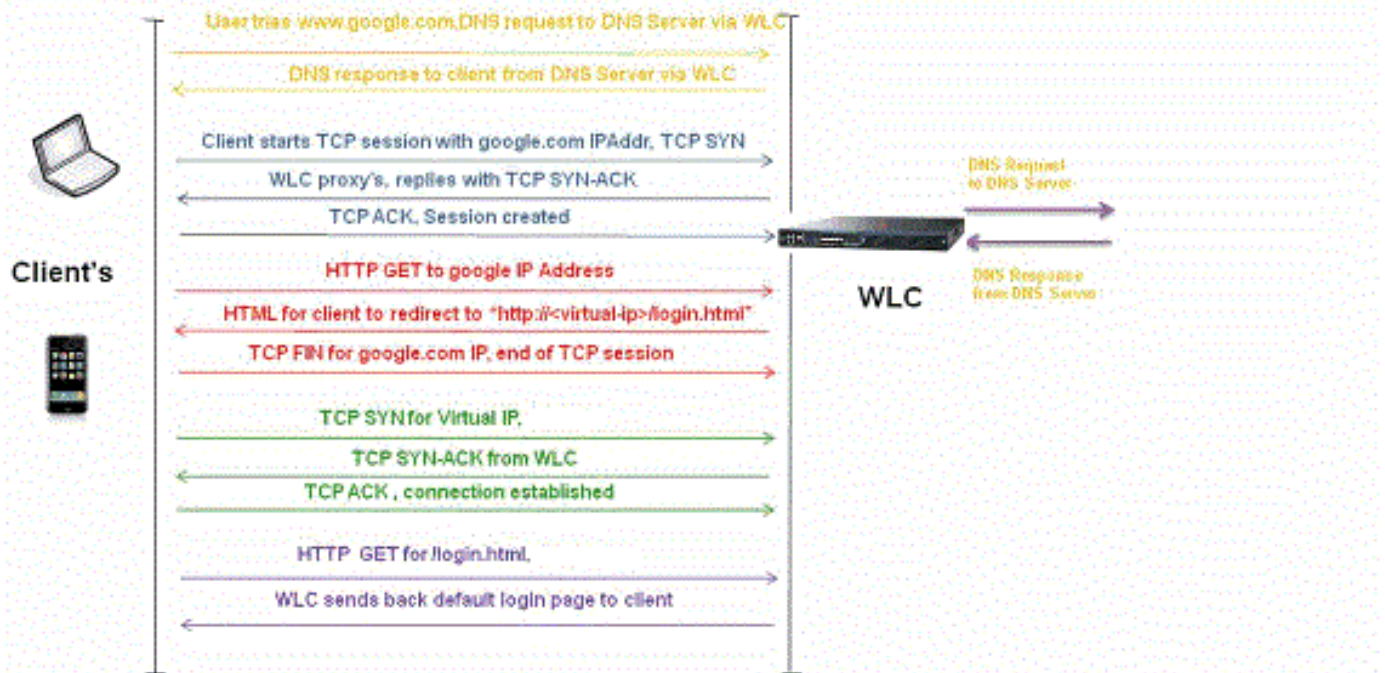 User tries www.google.com,DNS request to DNS Server via WLC
DNS response to client from DNS Server via WLC
Client starts TCP session with google.com IPAddr, TCP SYN
WLC proxy's, replies with TCP SYN-ACK
TCP ACK, Session created
HTTP GET to google IP Address
HTML for client to redirect to "http://<virtual-ip>/login.html"
TCP FIN for google.com IP, end of TCP session
TCP SYN for Virtual IP,
TCP SYN-ACK from WLC
TCP ACK , connection established
HTTP GET for /login.html,
WLC sends back default login page to client
Client's
WLC
DNS Request
to DNS Server
DNS Response
from DNS Server